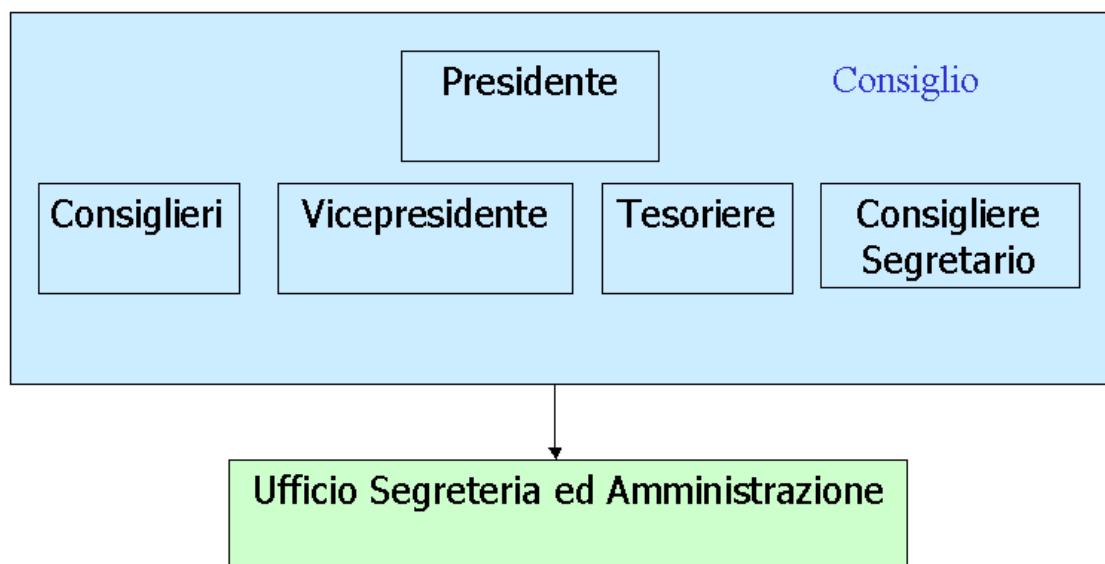 Presidente
Consiglio
Consiglieri
Vicepresidente
Tesoriere
Consigliere
Segretario
Ufficio Segreteria ed Amministrazione